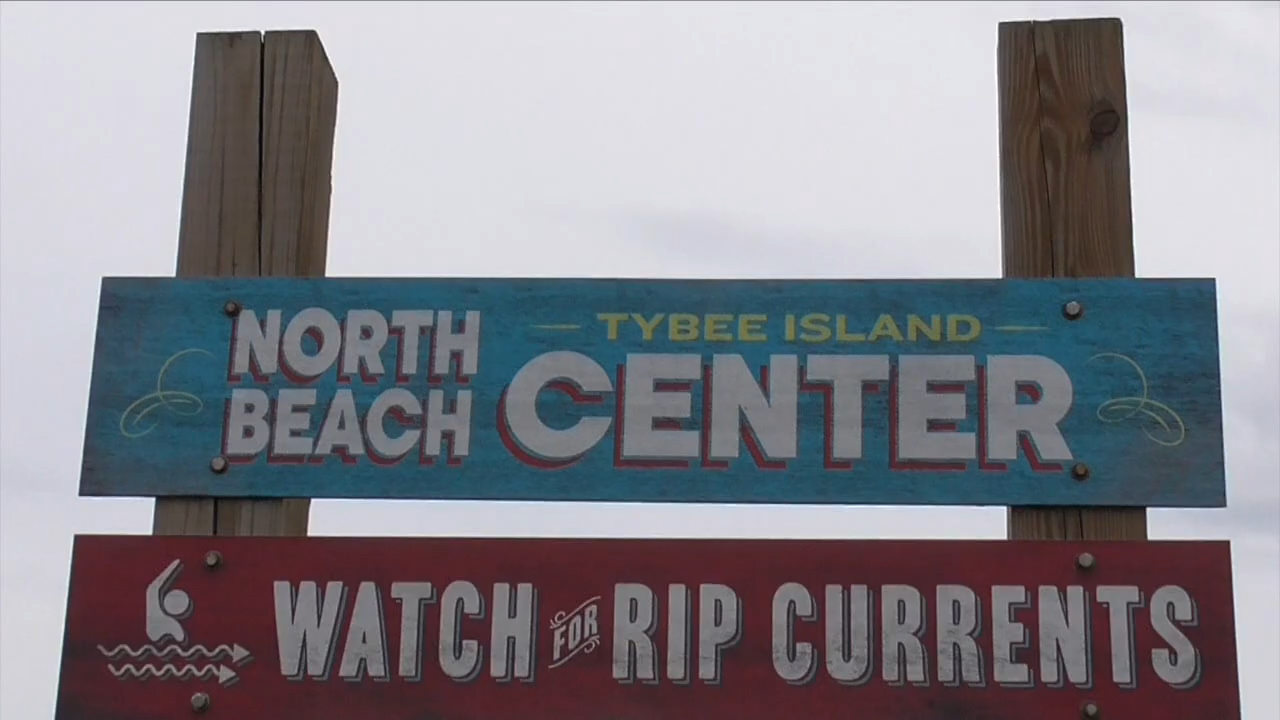 NORTH
BEACH
TYBEE ISLAND
CENTER
WATCH FOR RIP CURRENTS